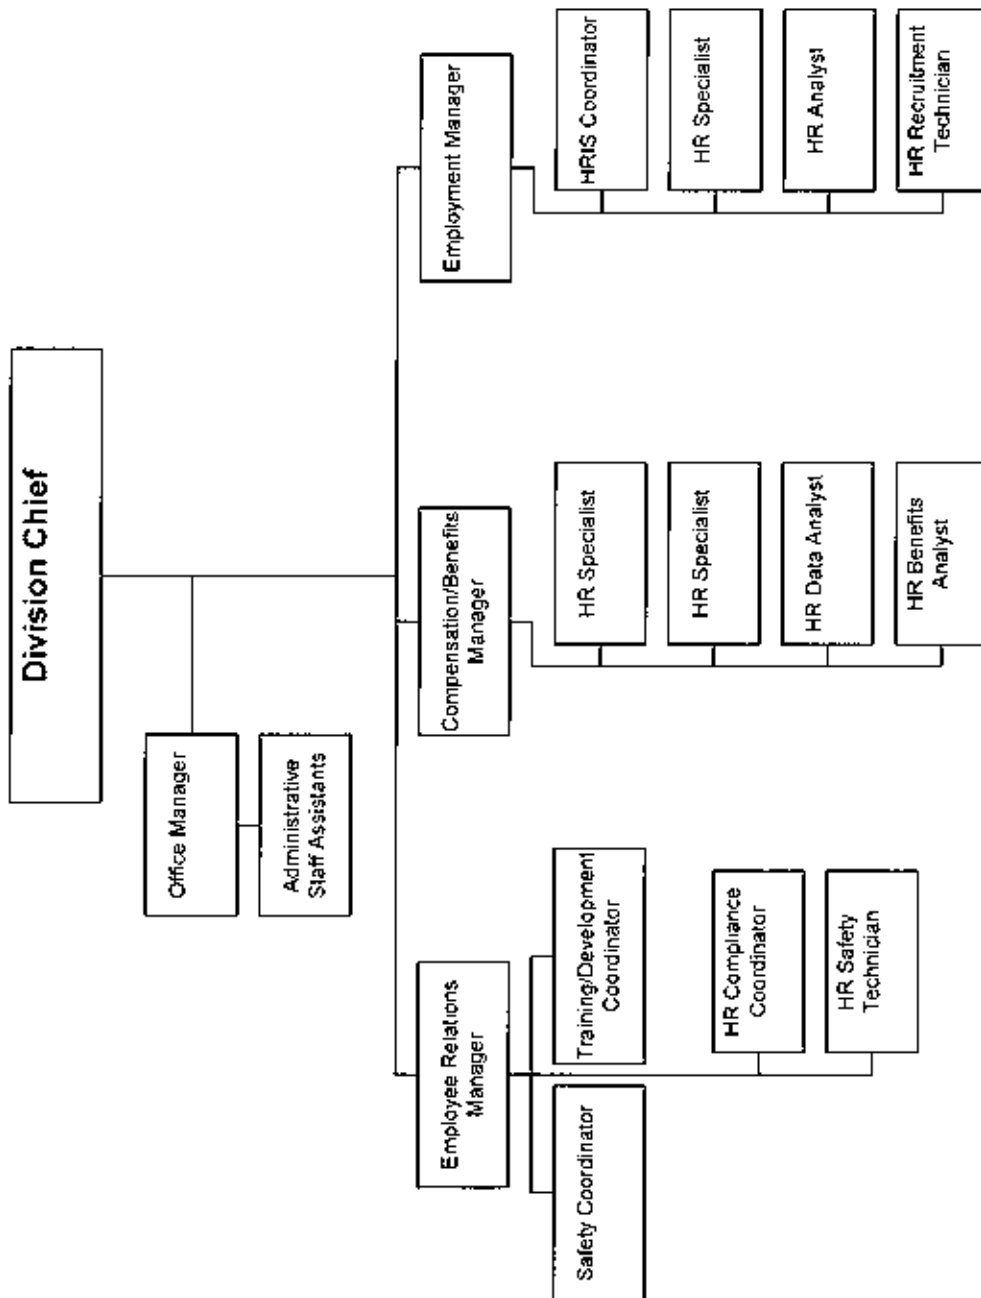 Division Chief
Office Manager
Administrative
Staff Assistants
Employee Relations
Manager
Safety Coordinator
Training/Development
Coordinator
HR Compliance
Coordinator
HR Safety
Technician
Compensation/Benefits
Manager
HR Specialist
HR Specialist
HR Data Analyst
HR Benefits
Analyst
Employment Manager
HRIS Coordinator
HR Specialist
HR Analyst
HR Recruitment
Technician